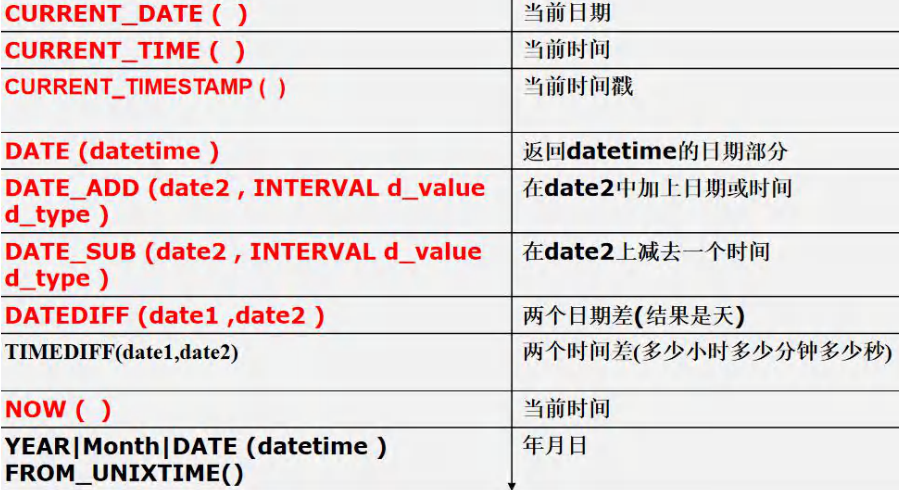 CURRENT_DATE ( )
当前日期
CURRENT_TIME ( )
当前时间
CURRENT_TIMESTAMP ( )
当前时间戳
DATE (datetime )
返回datetime的日期部分
DATE_ADD (date2 , INTERVAL d_value
d_type )
在date2中加上日期或时间
DATE_SUB (date2 , INTERVAL d_value
d_type )
在date2上减去一个时间
DATEDIFF (date1 ,date2 )
两个日期差(结果是天)
TIMEDIFF(date1,date2)
两个时间差(多少小时多少分钟多少秒)
NOW ( )
当前时间
YEAR|Month|DATE (datetime )
FROM_UNIXTIME()
年月日